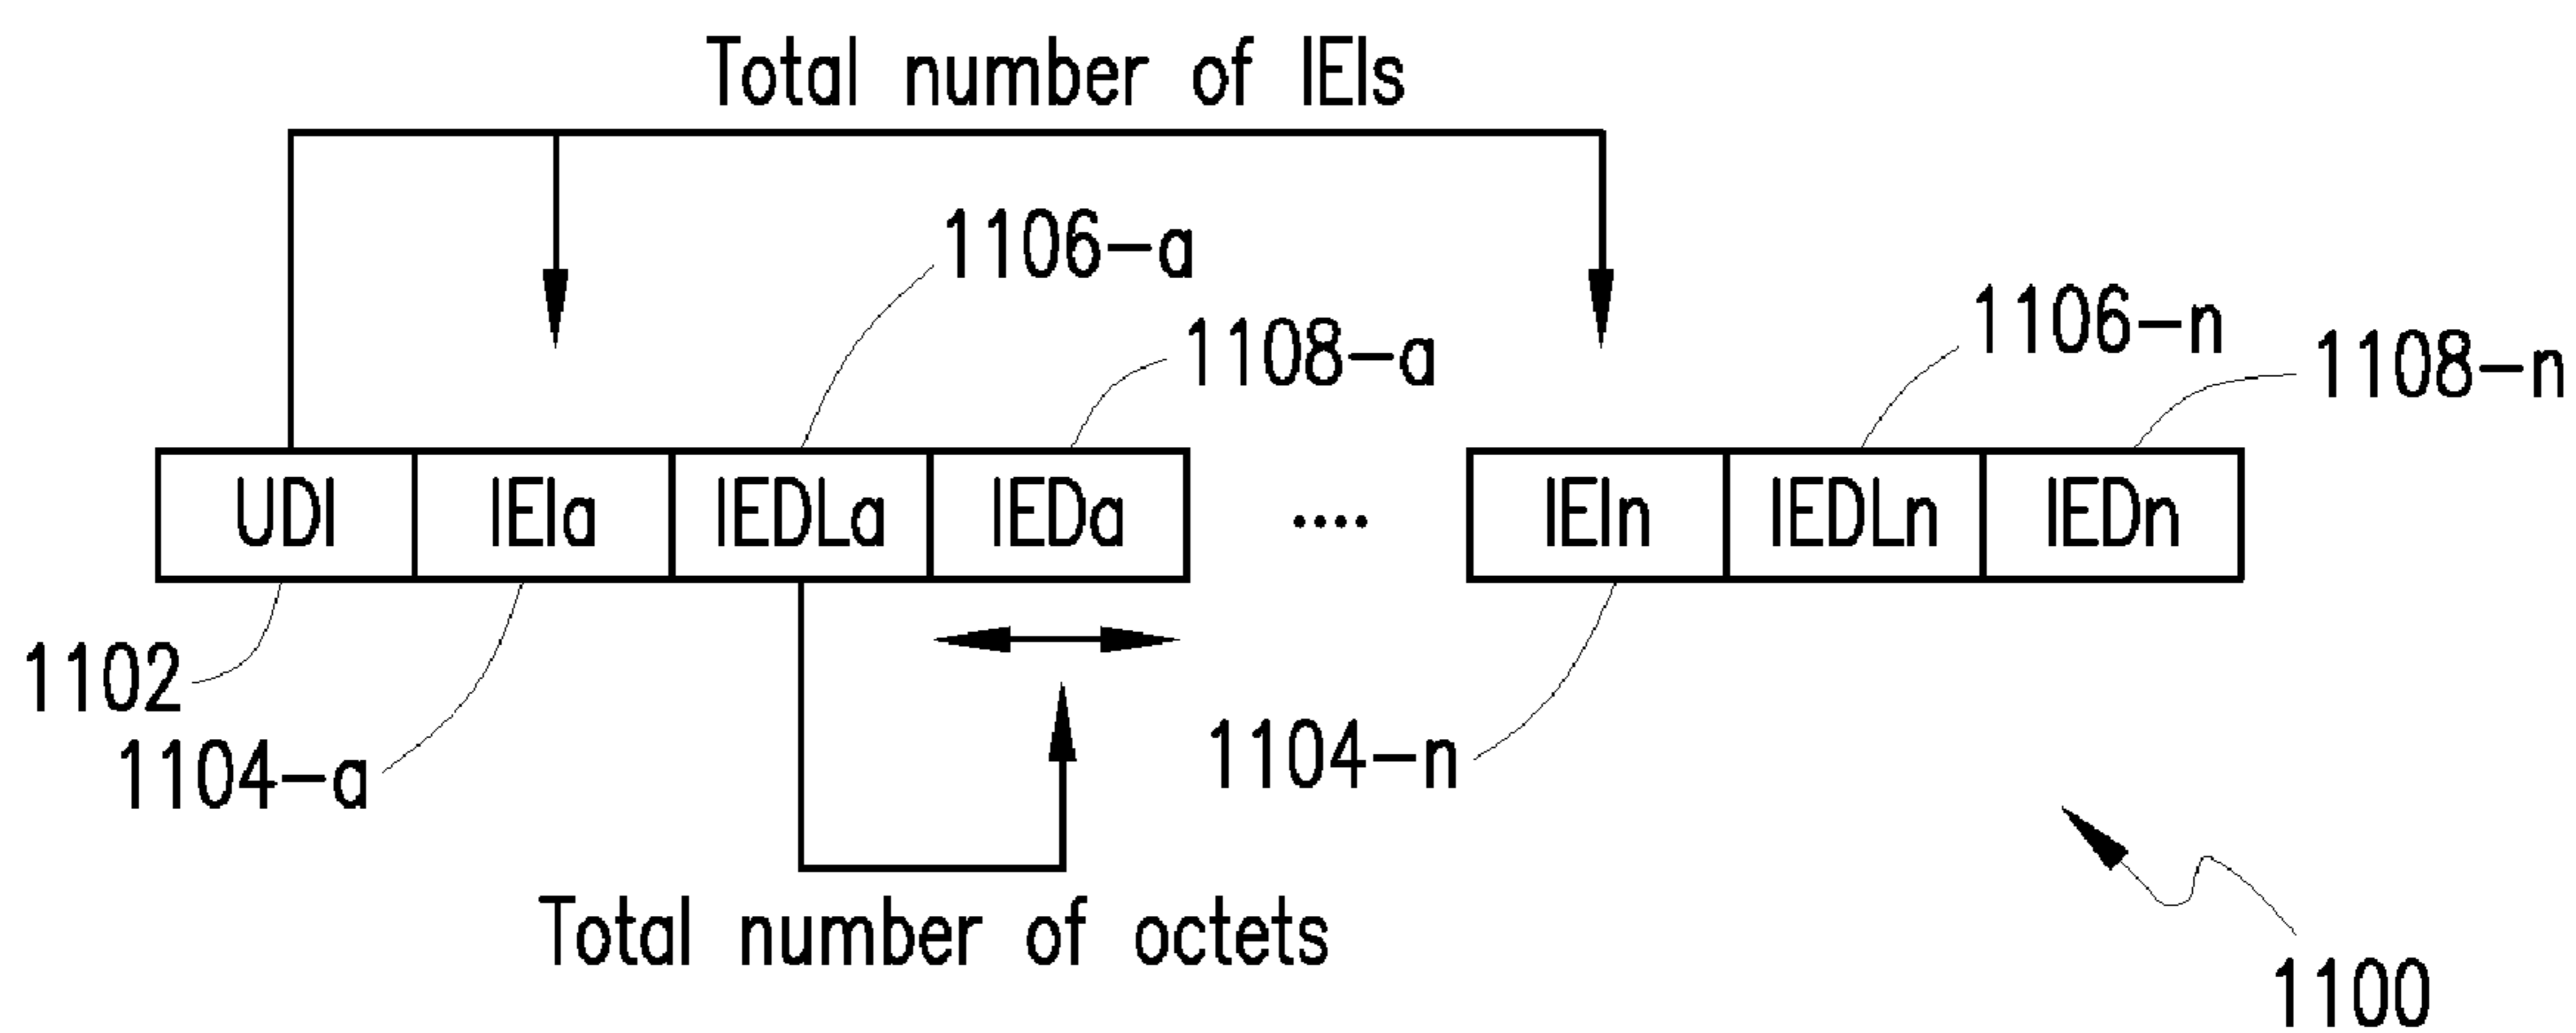 Total number of IEIs
1106-a
1108-a
1106-n
1108-n
UDI IEIa IEDLa IEDa .... IEIn IEDLn IEDn
1102
1104-a
1104-n
Total number of octets
1100